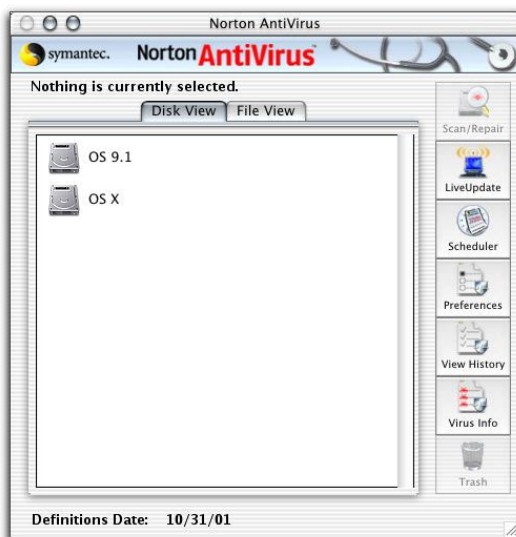 Norton AntiVirus
symantec. Norton AntiVirus
Nothing is currently selected.
Disk View File View
OS 9.1
OS X
Scan/Repair
LiveUpdate
Scheduler
Preferences
View History
Virus Info
Trash
Definitions Date: 10/31/01